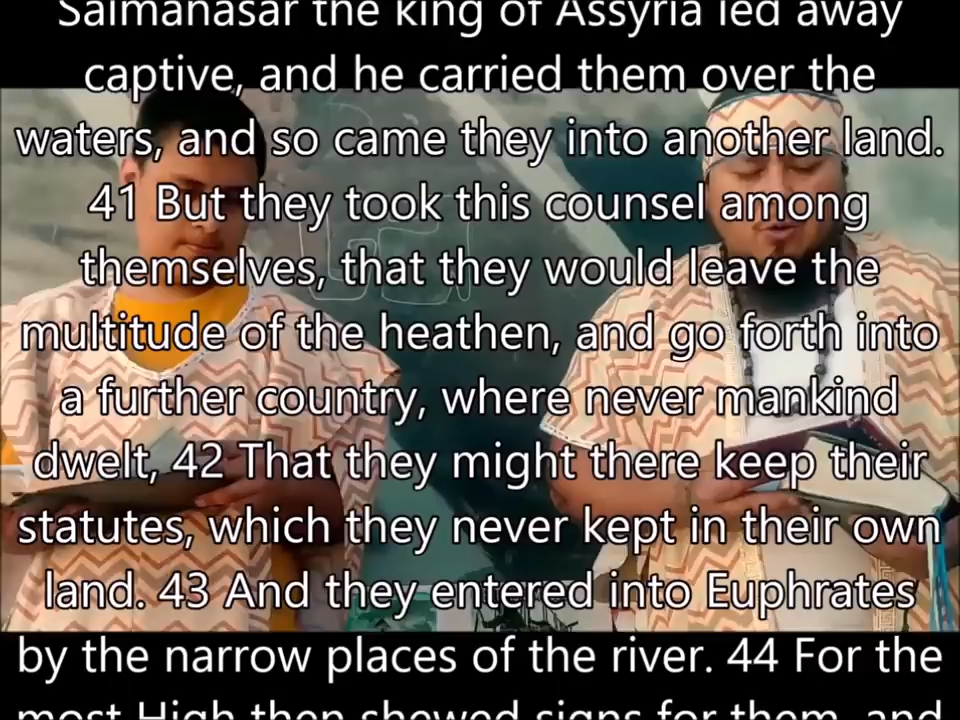 Salmanasar the king of Assyria led away
captive, and he carried them over the
waters, and so came they into another land.
41 But they took this counsel among
themselves, that they would leave the
multitude of the heathen, and go forth into
a further country, where never mankind
dwelt, 42 That they might there keep their
statutes, which they never kept in their own
land. 43 And they entered into Euphrates
by the narrow places of the river. 44 For the
most High then shewed signs for them, and